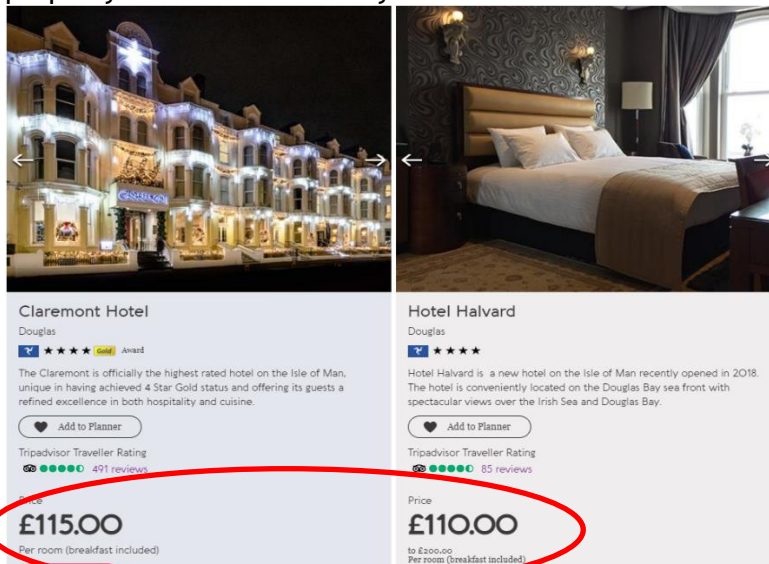 Claremont Hotel
Douglas
Gold Award
The Claremont is officially the highest rated hotel on the Isle of Man,
unique in having achieved 4 Star Gold status and offering its guests a
refined excellence in both hospitality and cuisine.
Add to Planner
Tripadvisor Traveller Rating
491 reviews
Price
£115.00
Per room (breakfast included)
Hotel Halvard
Douglas
Hotel Halvard is a new hotel on the Isle of Man recently opened in 2018.
The hotel is conveniently located on the Douglas Bay sea front with
spectacular views over the Irish Sea and Douglas Bay.
Add to Planner
Tripadvisor Traveller Rating
85 reviews
Price
£110.00
to £200.00
Per room (breakfast included)